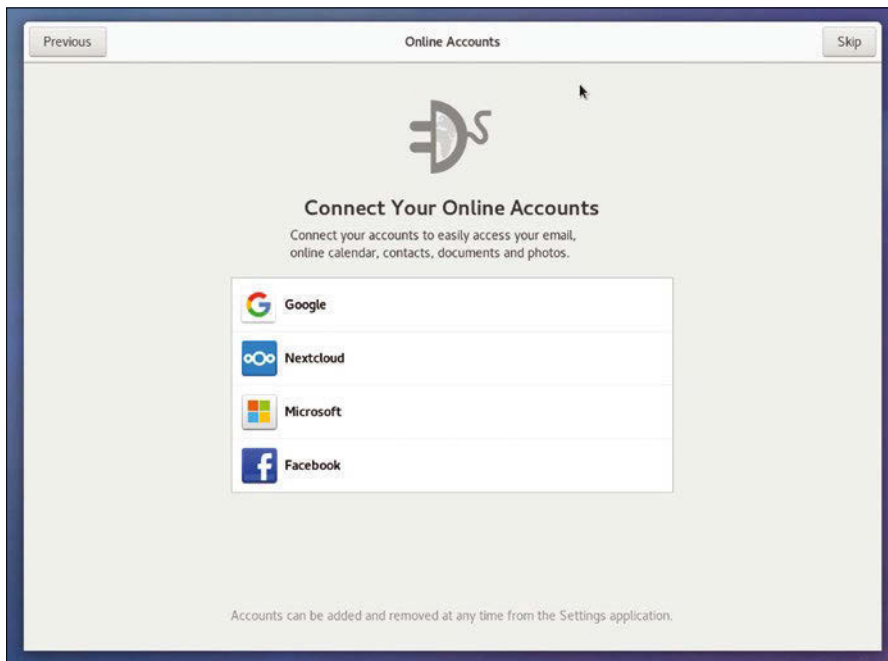 Previous
Online Accounts
Skip
Connect Your Online Accounts
Connect your accounts to easily access your email,
online calendar, contacts, documents and photos.
Google
Nextcloud
Microsoft
Facebook
Accounts can be added and removed at any time from the Settings application.